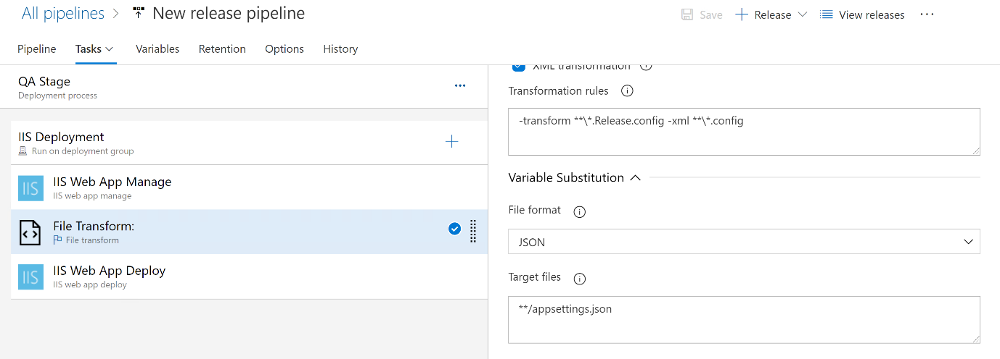 All pipelines > New release pipeline
Save
Release
View releases
Pipeline
Tasks
Variables
Retention
Options
History
QA Stage
Deployment process
IIS Deployment
Run on deployment group
IIS
IIS Web App Manage
IIS web app manage
File Transform:
File transform
IIS
IIS Web App Deploy
IIS web app deploy
XML transformation
Transformation rules
-transform **\*.Release.config -xml **\*.config
Variable Substitution
File format
JSON
Target files
**/appsettings.json